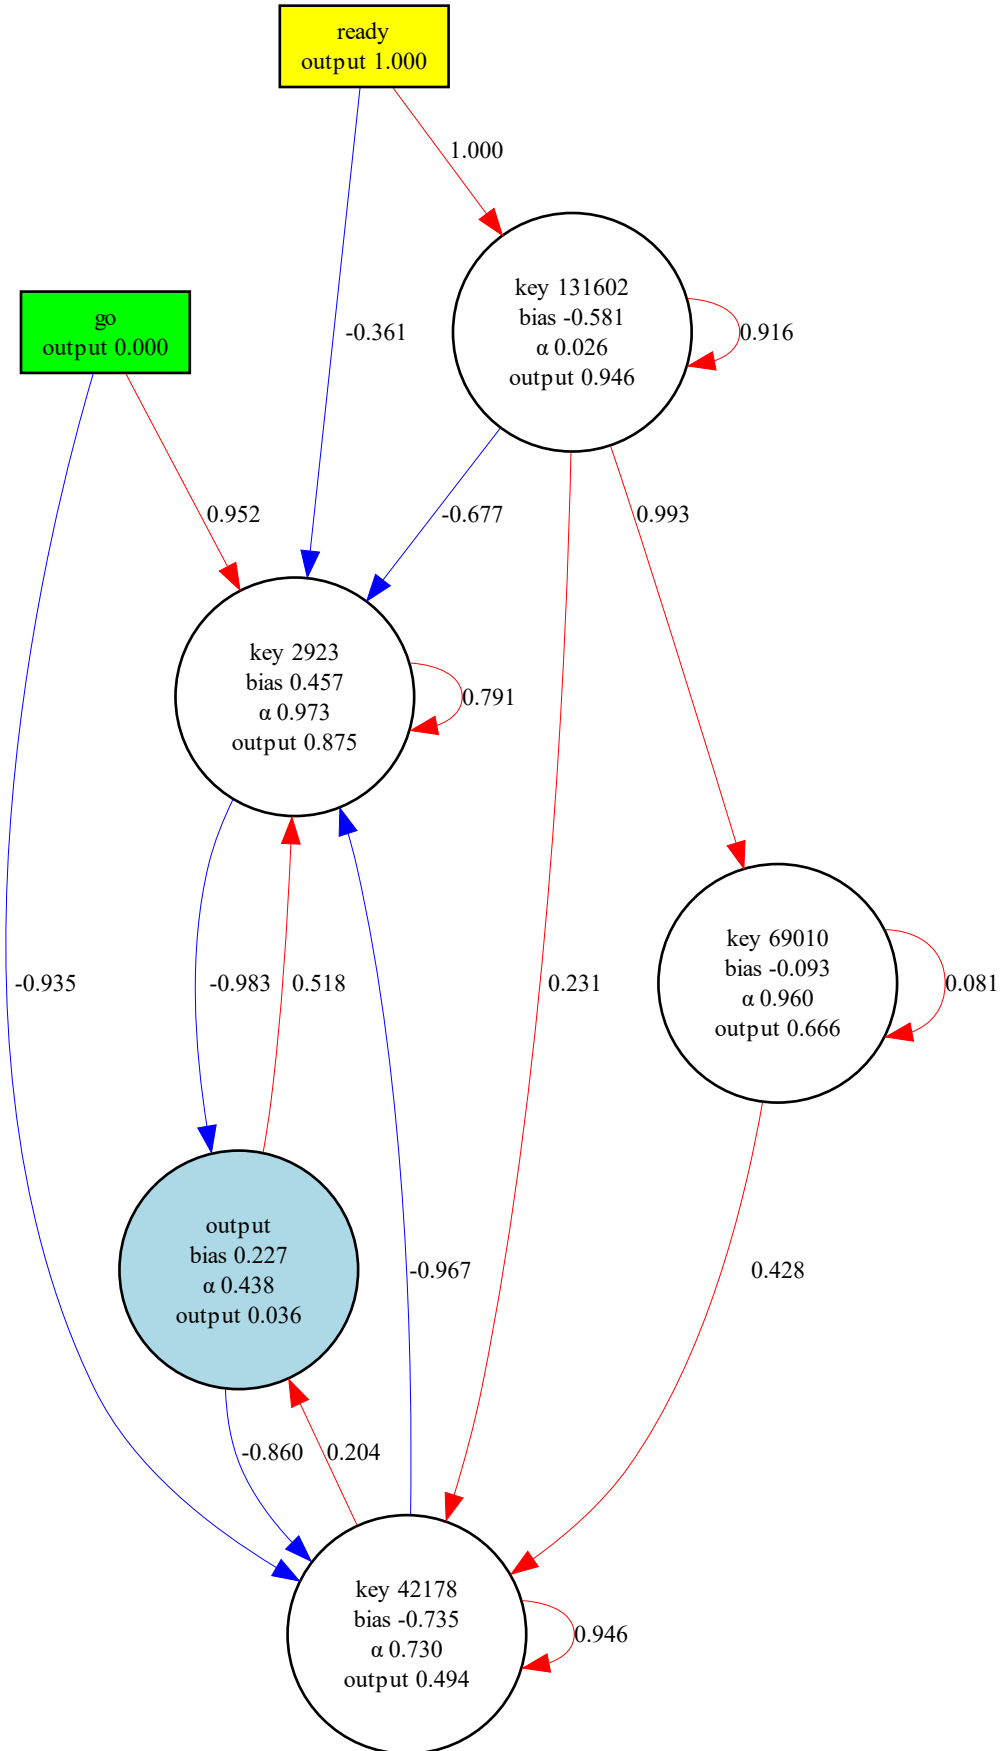 ready
output 1.000
1.000
key 131602
bias -0.581
α 0.026
output 0.946
0.916
go
output 0.000
-0.361
0.952
-0.677
0.993
key 2923
bias 0.457
α 0.973
output 0.875
0.791
key 69010
bias -0.093
α 0.960
output 0.666
0.081
-0.935
-0.983
0.518
0.231
output
bias 0.227
α 0.438
output 0.036
-0.967
0.428
-0.860
0.204
key 42178
bias -0.735
α 0.730
output 0.494
0.946